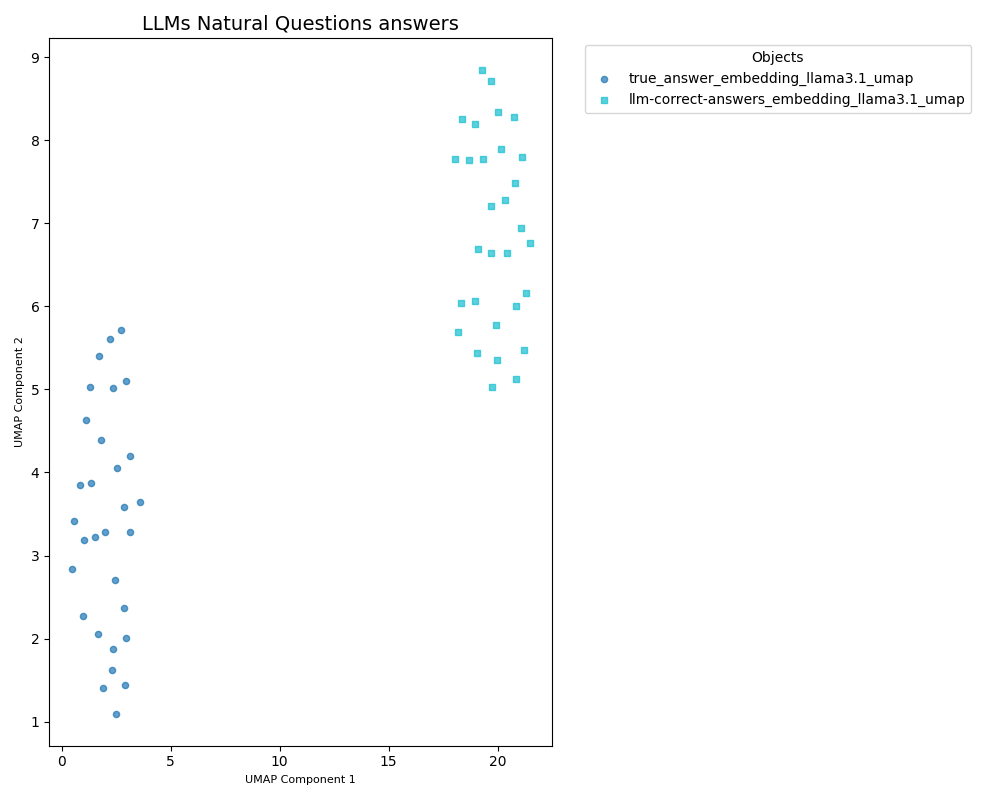 LLMs Natural Questions answers
Objects
true_answer_embedding_llama3.1_umap
llm-correct-answers_embedding_llama3.1_umap
9
8
7
6
5
4
3
2
1
UMAP Component 2
0 5 10 15 20
UMAP Component 1